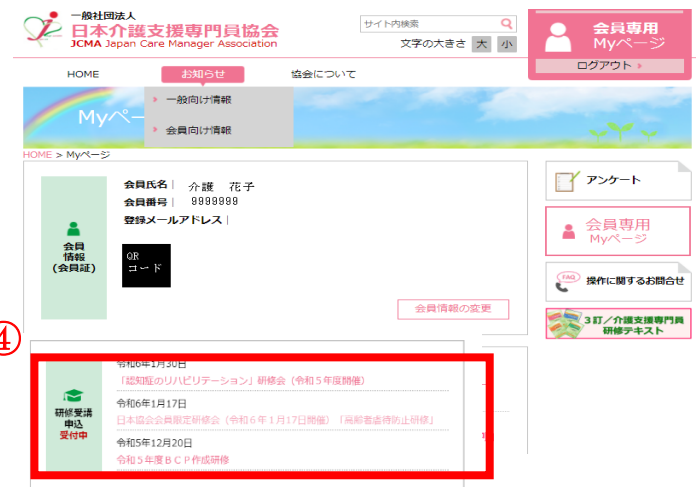 一般社団法人
日本介護支援専門員協会
JCMA Japan Care Manager Association
サイト内検索
文字の大きさ 大 小
会員専用
Myページ
ログアウト
HOME
お知らせ
協会について
一般向け情報
会員向け情報
Myペー
HOME > Myページ
会員氏名｜ 介護 花子
会員番号｜ 9999999
登録メールアドレス｜
会員
情報
(会員証)
QR
コード
会員情報の変更
アンケート
会員専用
Myページ
FAQ 操作に関するお問合せ
3訂／介護支援専門員
研修テキスト
④
令和6年1月30日
「認知症のリハビリテーション」研修会（令和５年度開催）
研修受講
申込
受付中
令和6年1月17日
日本協会会員限定研修会（令和６年１月17日開催）「高齢者虐待防止研修」
令和5年12月20日
令和５年度ＢＣＰ作成研修